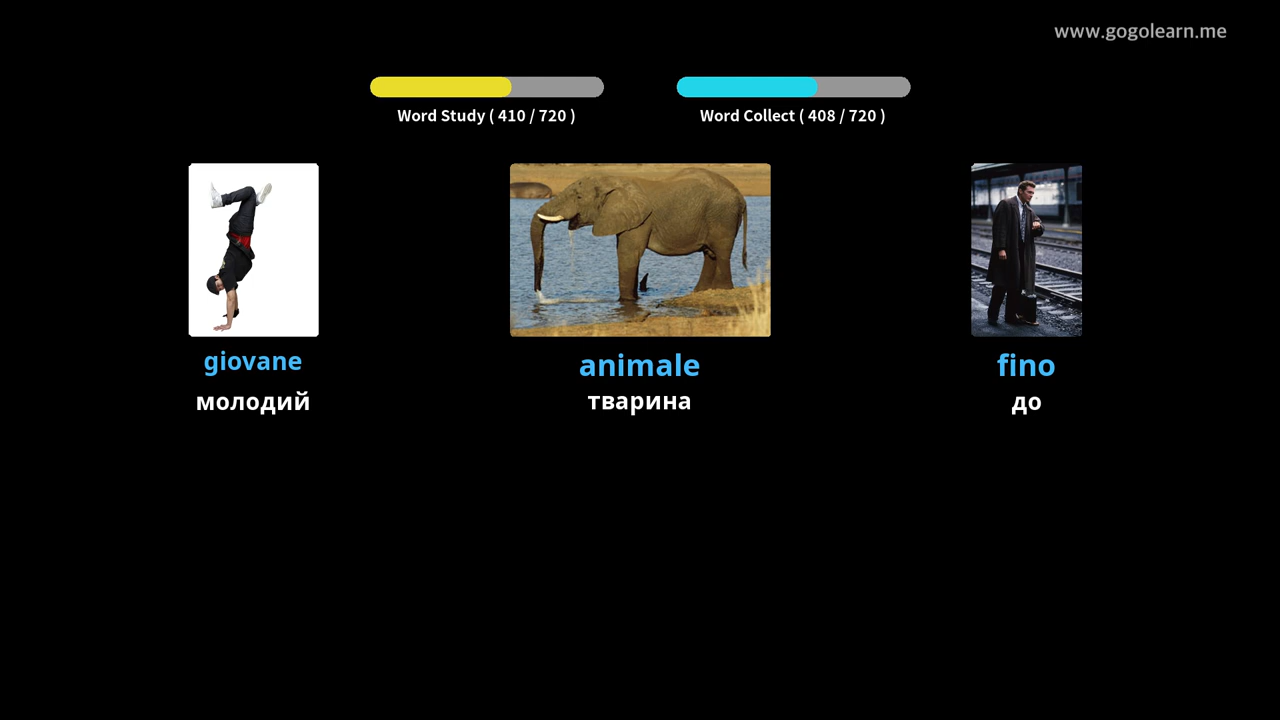 www.gogolearn.me
Word Study ( 410 / 720 )
Word Collect ( 408 / 720 )
giovane
animale
fino
молодий
тварина
до